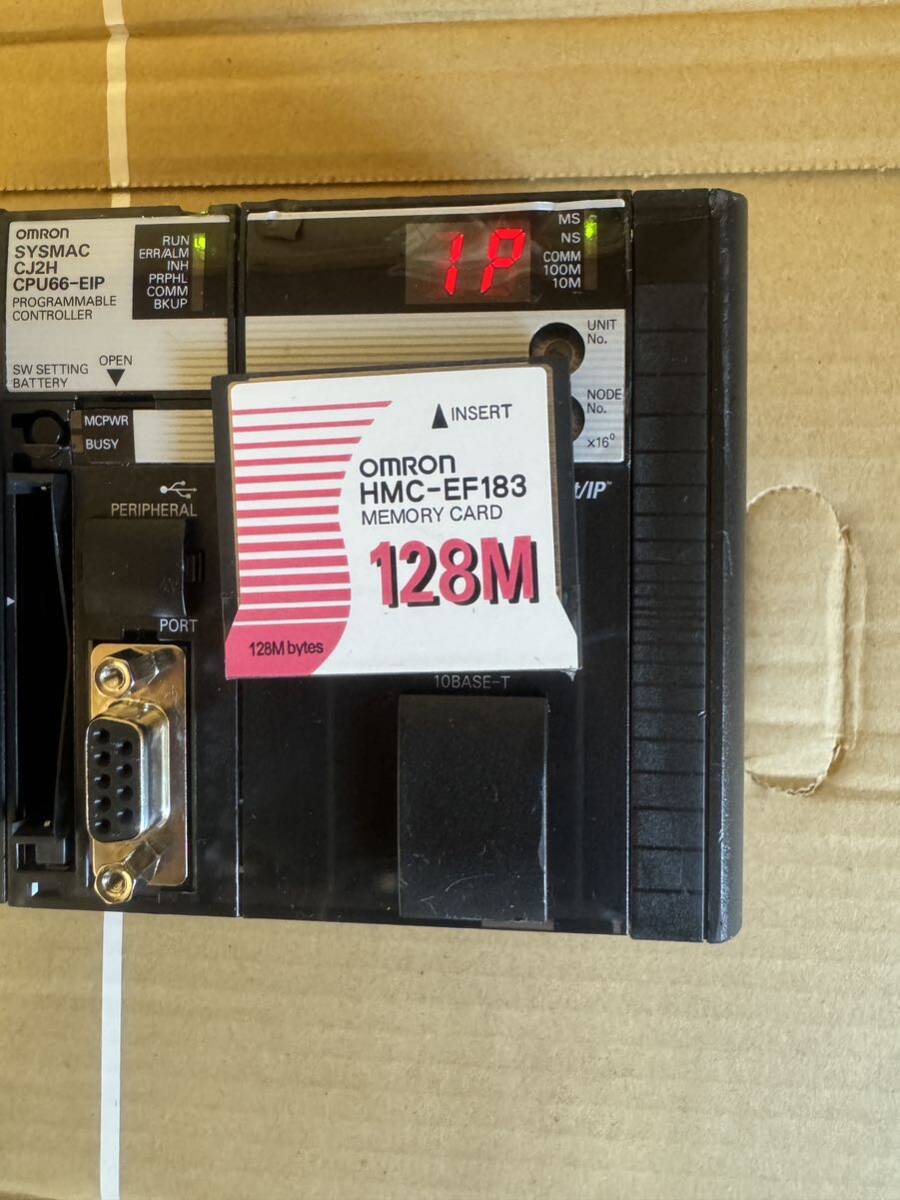 omron
SYSMAC
CJ2H
CPU66-EIP
PROGRAMMABLE
CONTROLLER
SW SETTING
BATTERY
OPEN
RUN
ERR/ALM
INH
PRPHL
COMM
BKUP
MCPWR
BUSY
PERIPHERAL
PORT
1P
MS
NS
COMM
100M
10M
UNIT
No.
NODE
No.
x16⁰
t/IP™
INSERT
omron
HMC-EF183
MEMORY CARD
128M
128M bytes
10BASE-T